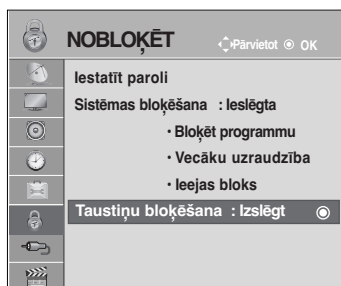 NOBLOĶĒT
Pārvietot OK
Iestatīt paroli
Sistēmas bloķēšana : Ieslēgta
· Bloķēt programmu
· Vecāku uzraudzība
· Ieejas bloks
Taustiņu bloķēšana : Izslēgt